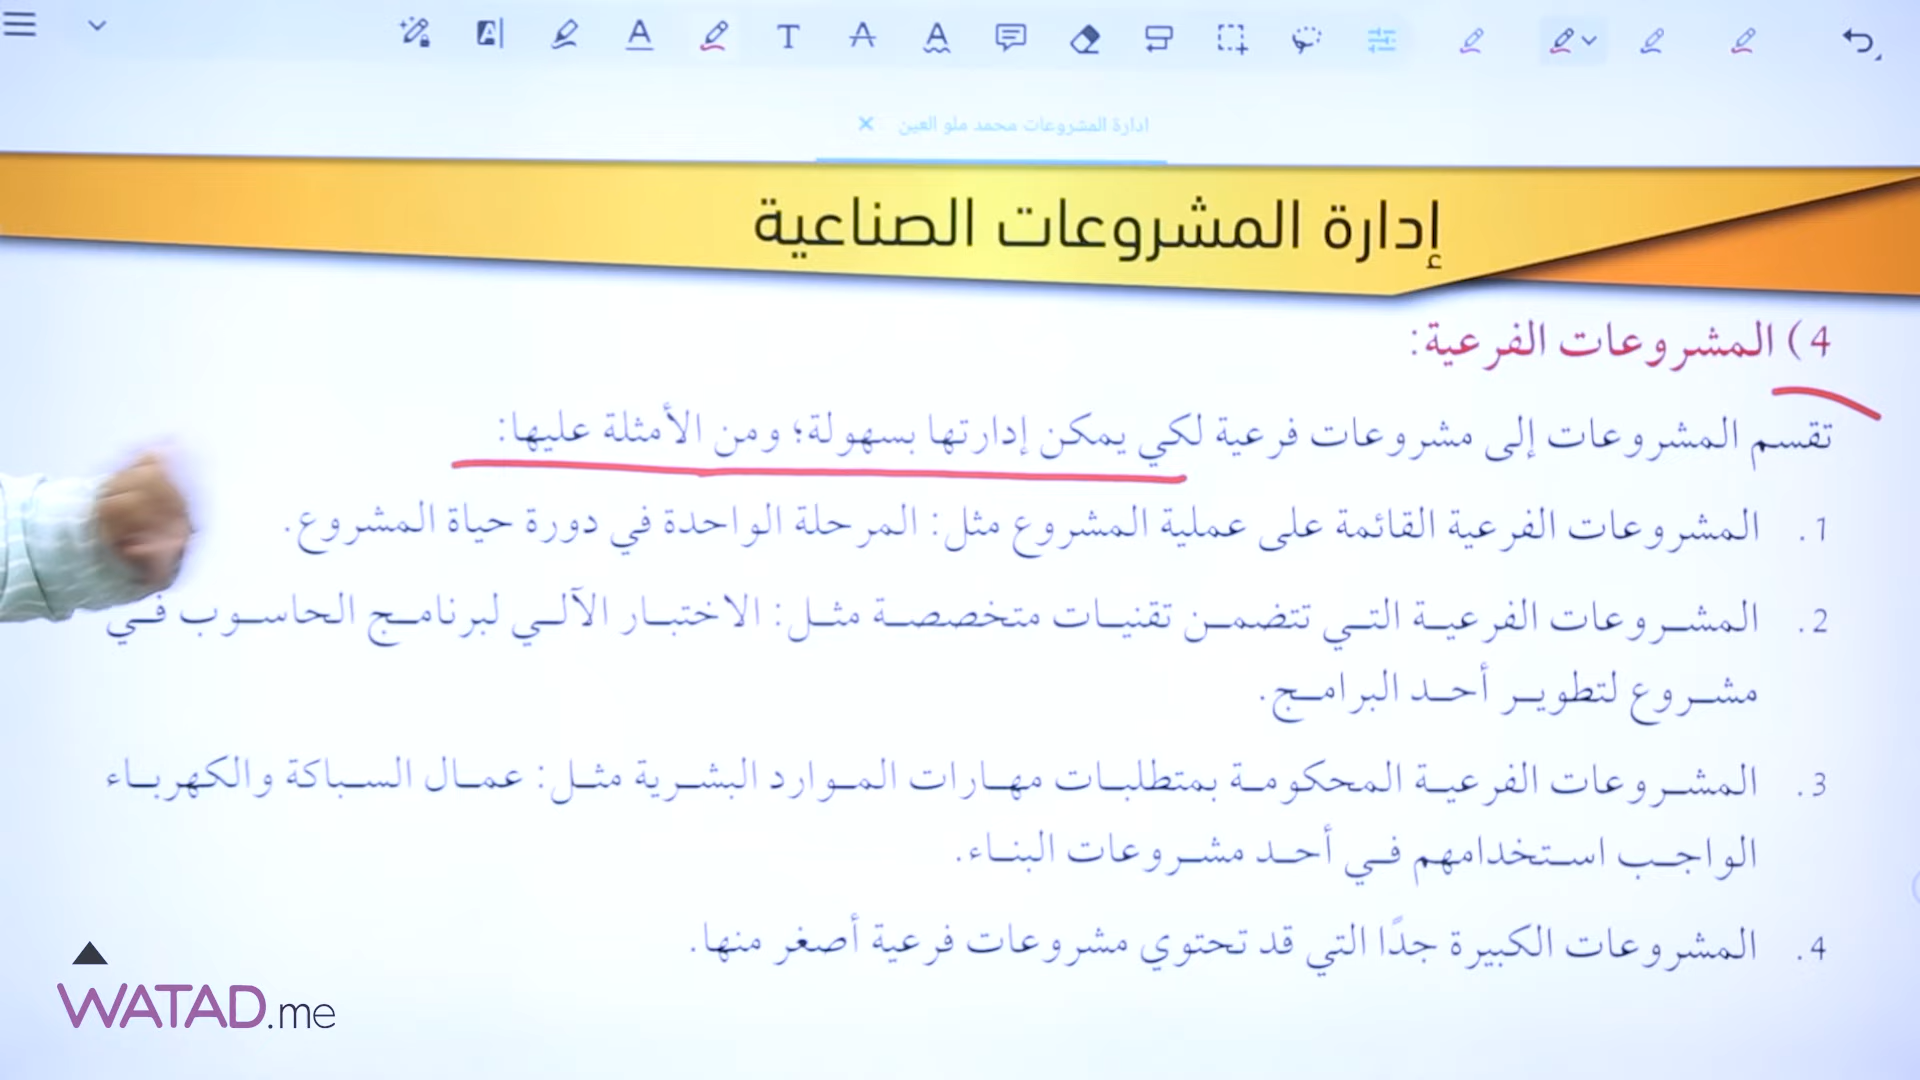 ادارة المشروعات محمد ملو العين
إدارة المشروعات الصناعية
4) المشروعات الفرعية:
تقسم المشروعات إلى مشروعات فرعية لكي يمكن إدارتها بسهولة؛ ومن الأمثلة عليها:
1. المشروعات الفرعية القائمة على عملية المشروع مثل: المرحلة الواحدة في دورة حياة المشروع.
2. المشروعات الفرعية التي تتضمن تقنيات متخصصة مثل: الاختبار الآلي لبرنامج الحاسوب في
مشروع لتطوير أحد البرامج.
3. المشروعات الفرعية المحكومة بمتطلبات مهارات الموارد البشرية مثل: عمال السباكة والكهرباء
الواجب استخدامهم في أحد مشروعات البناء.
4. المشروعات الكبيرة جدًا التي قد تحتوي مشروعات فرعية أصغر منها.
WATAD.me